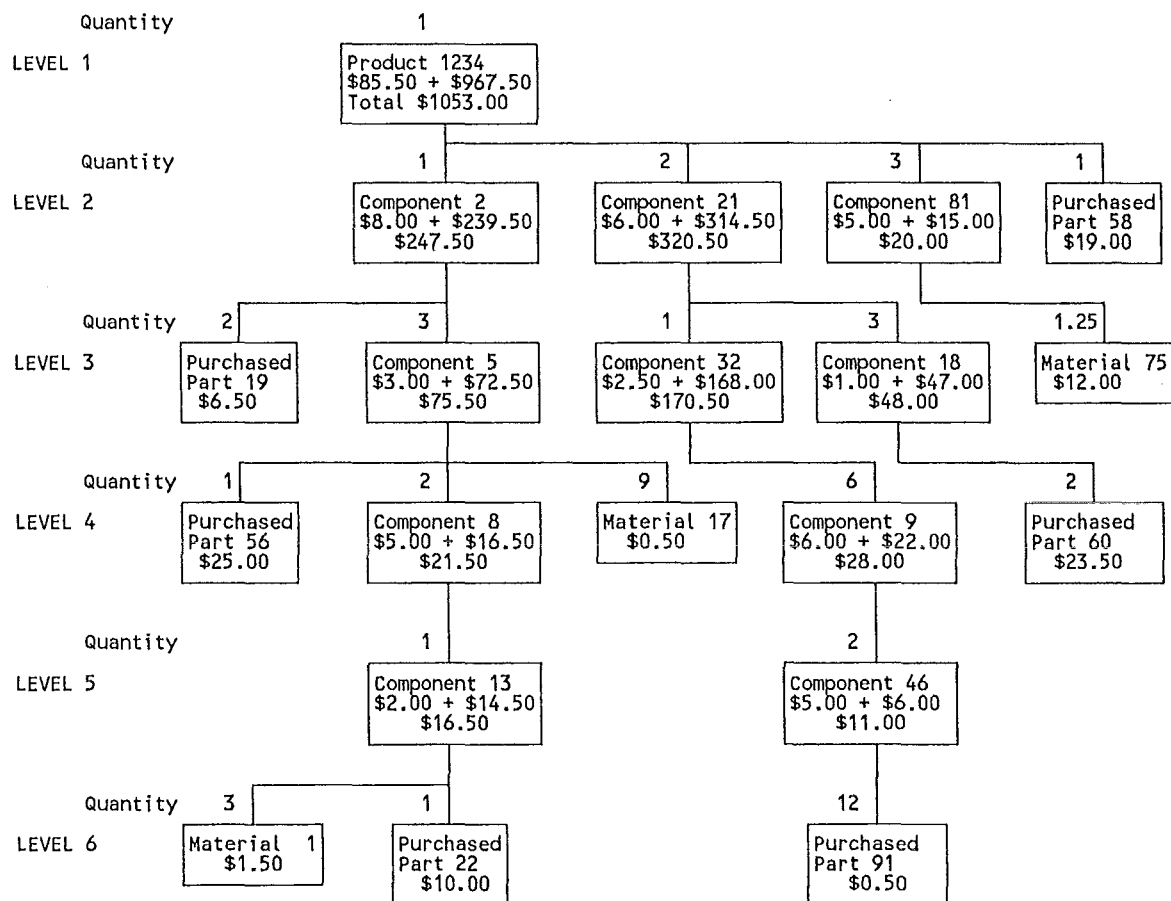 Quantity 1
LEVEL 1
Product 1234
$85.50 + $967.50
Total $1053.00
Quantity 1 2 3 1
LEVEL 2
Component 2
$8.00 + $239.50
$247.50
Component 21
$6.00 + $314.50
$320.50
Component 81
$5.00 + $15.00
$20.00
Purchased
Part 58
$19.00
Quantity 2 3 1 3 1.25
LEVEL 3
Purchased
Part 19
$6.50
Component 5
$3.00 + $72.50
$75.50
Component 32
$2.50 + $168.00
$170.50
Component 18
$1.00 + $47.00
$48.00
Material 75
$12.00
Quantity 1 2 9 6 2
LEVEL 4
Purchased
Part 56
$25.00
Component 8
$5.00 + $16.50
$21.50
Material 17
$0.50
Component 9
$6.00 + $22.00
$28.00
Purchased
Part 60
$23.50
Quantity 1 2
LEVEL 5
Component 13
$2.00 + $14.50
$16.50
Component 46
$5.00 + $6.00
$11.00
Quantity 3 1 12
LEVEL 6
Material 1
$1.50
Purchased
Part 22
$10.00
Purchased
Part 91
$0.50